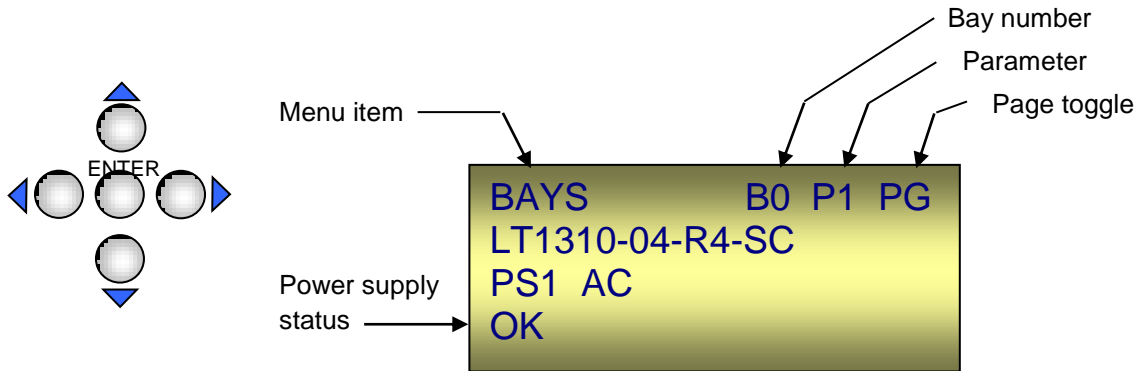 Bay number
Parameter
Page toggle
Menu item
ENTER
BAYS B0 P1 PG
LT1310-04-R4-SC
PS1 AC
OK
Power supply
status